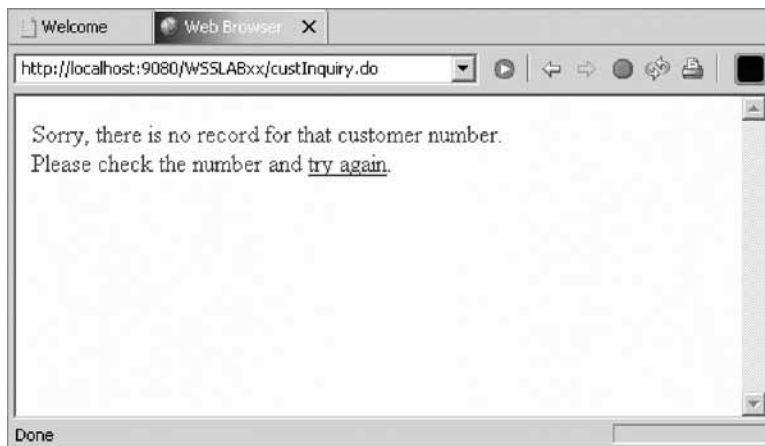 Welcome
Web Browser
http://localhost:9080/WSSLABxx/custInquiry.do
Sorry, there is no record for that customer number.
Please check the number and try again.
Done